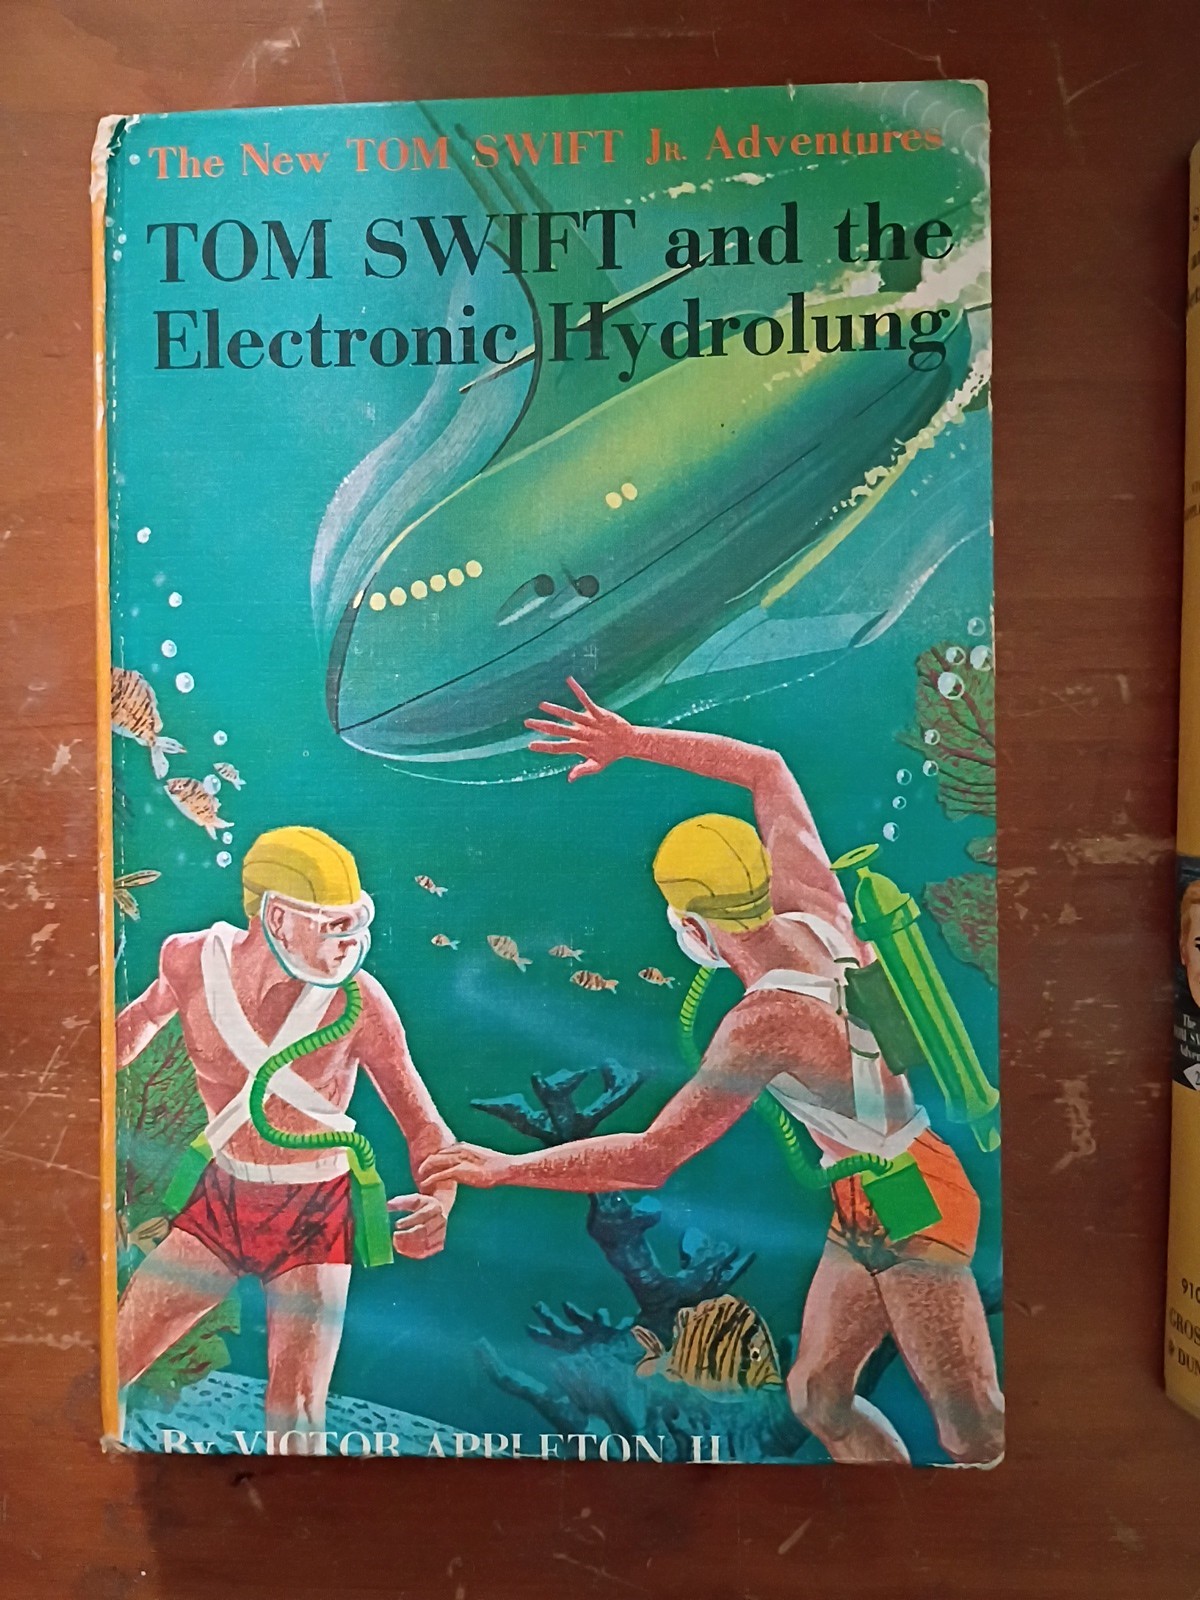 The New TOM SWIFT JR. Adventures
TOM SWIFT and the
Electronic Hydrolung
By VICTOR APPLETON II